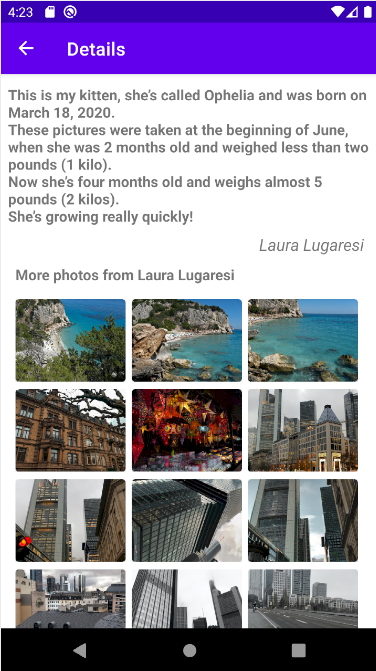 4:23
Details
This is my kitten, she's called Ophelia and was born on
March 18, 2020.
These pictures were taken at the beginning of June,
when she was 2 months old and weighed less than two
pounds (1 kilo).
Now she's four months old and weighs almost 5
pounds (2 kilos).
She's growing really quickly!
Laura Lugaresi
More photos from Laura Lugaresi